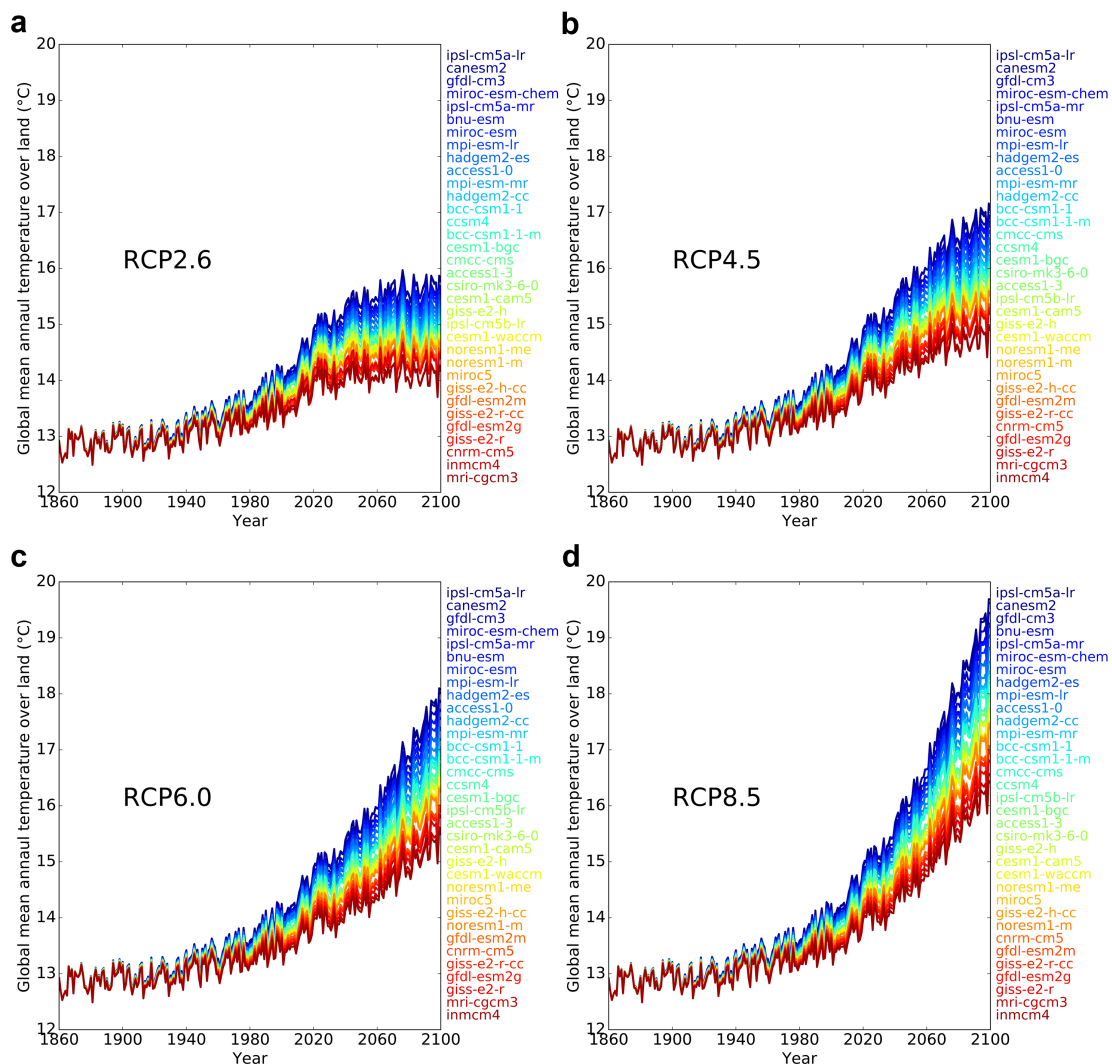 a
Global mean annaul temperature over land (°C)
20
19
18
17
16
15
14
13
12
RCP2.6
1860 1900 1940 1980 2020 2060 2100
Year
ipsl-cm5a-lr
canesm2
gfdl-cm3
miroc-esm-chem
ipsl-cm5a-mr
bnu-esm
miroc-esm
mpi-esm-lr
hadgem2-es
access1-0
mpi-esm-mr
hadgem2-cc
bcc-csm1-1
ccsm4
bcc-csm1-1-m
cesm1-bgc
cmcc-cms
access1-3
csiro-mk3-6-0
cesm1-cam5
giss-e2-h
ipsl-cm5b-lr
cesm1-waccm
noresm1-me
noresm1-m
miroc5
giss-e2-h-cc
gfdl-esm2m
giss-e2-r-cc
gfdl-esm2g
giss-e2-r
cnrm-cm5
inmcm4
mri-cgcm3
b
Global mean annaul temperature over land (°C)
20
19
18
17
16
15
14
13
12
RCP4.5
1860 1900 1940 1980 2020 2060 2100
Year
ipsl-cm5a-lr
canesm2
gfdl-cm3
miroc-esm-chem
ipsl-cm5a-mr
bnu-esm
miroc-esm
mpi-esm-lr
hadgem2-es
access1-0
mpi-esm-mr
hadgem2-cc
bcc-csm1-1
bcc-csm1-1-m
cmcc-cms
ccsm4
cesm1-bgc
csiro-mk3-6-0
access1-3
ipsl-cm5b-lr
cesm1-cam5
giss-e2-h
cesm1-waccm
noresm1-me
noresm1-m
miroc5
giss-e2-h-cc
gfdl-esm2m
giss-e2-r-cc
cnrm-cm5
gfdl-esm2g
giss-e2-r
mri-cgcm3
inmcm4
c
Global mean annaul temperature over land (°C)
20
19
18
17
16
15
14
13
12
RCP6.0
1860 1900 1940 1980 2020 2060 2100
Year
ipsl-cm5a-lr
canesm2
gfdl-cm3
miroc-esm-chem
ipsl-cm5a-mr
bnu-esm
miroc-esm
mpi-esm-lr
hadgem2-es
access1-0
hadgem2-cc
mpi-esm-mr
bcc-csm1-1
bcc-csm1-1-m
cmcc-cms
ccsm4
cesm1-bgc
ipsl-cm5b-lr
access1-3
csiro-mk3-6-0
cesm1-cam5
giss-e2-h
cesm1-waccm
noresm1-me
miroc5
giss-e2-h-cc
noresm1-m
gfdl-esm2m
cnrm-cm5
giss-e2-r-cc
gfdl-esm2g
giss-e2-r
mri-cgcm3
inmcm4
d
Global mean annaul temperature over land (°C)
20
19
18
17
16
15
14
13
12
RCP8.5
1860 1900 1940 1980 2020 2060 2100
Year
ipsl-cm5a-lr
canesm2
gfdl-cm3
bnu-esm
ipsl-cm5a-mr
miroc-esm-chem
miroc-esm
hadgem2-es
mpi-esm-lr
access1-0
hadgem2-cc
mpi-esm-mr
bcc-csm1-1
bcc-csm1-1-m
cmcc-cms
ccsm4
ipsl-cm5b-lr
cesm1-bgc
access1-3
csiro-mk3-6-0
giss-e2-h
cesm1-cam5
cesm1-waccm
noresm1-me
miroc5
giss-e2-h-cc
noresm1-m
cnrm-cm5
gfdl-esm2m
giss-e2-r-cc
gfdl-esm2g
giss-e2-r
mri-cgcm3
inmcm4